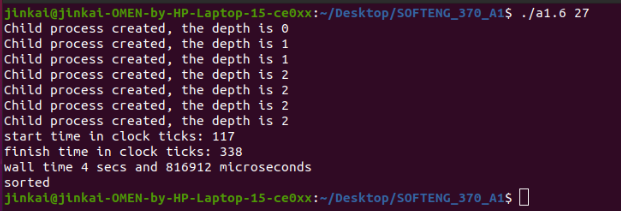 jinkai@jinkai-OMEN-by-HP-Laptop-15-ce0xx:~/Desktop/SOFTENG_370_A1$ ./a1.6 27
Child process created, the depth is 0
Child process created, the depth is 1
Child process created, the depth is 1
Child process created, the depth is 2
Child process created, the depth is 2
Child process created, the depth is 2
Child process created, the depth is 2
start time in clock ticks: 117
finish time in clock ticks: 338
wall time 4 secs and 816912 microseconds
sorted
jinkai@jinkai-OMEN-by-HP-Laptop-15-ce0xx:~/Desktop/SOFTENG_370_A1$